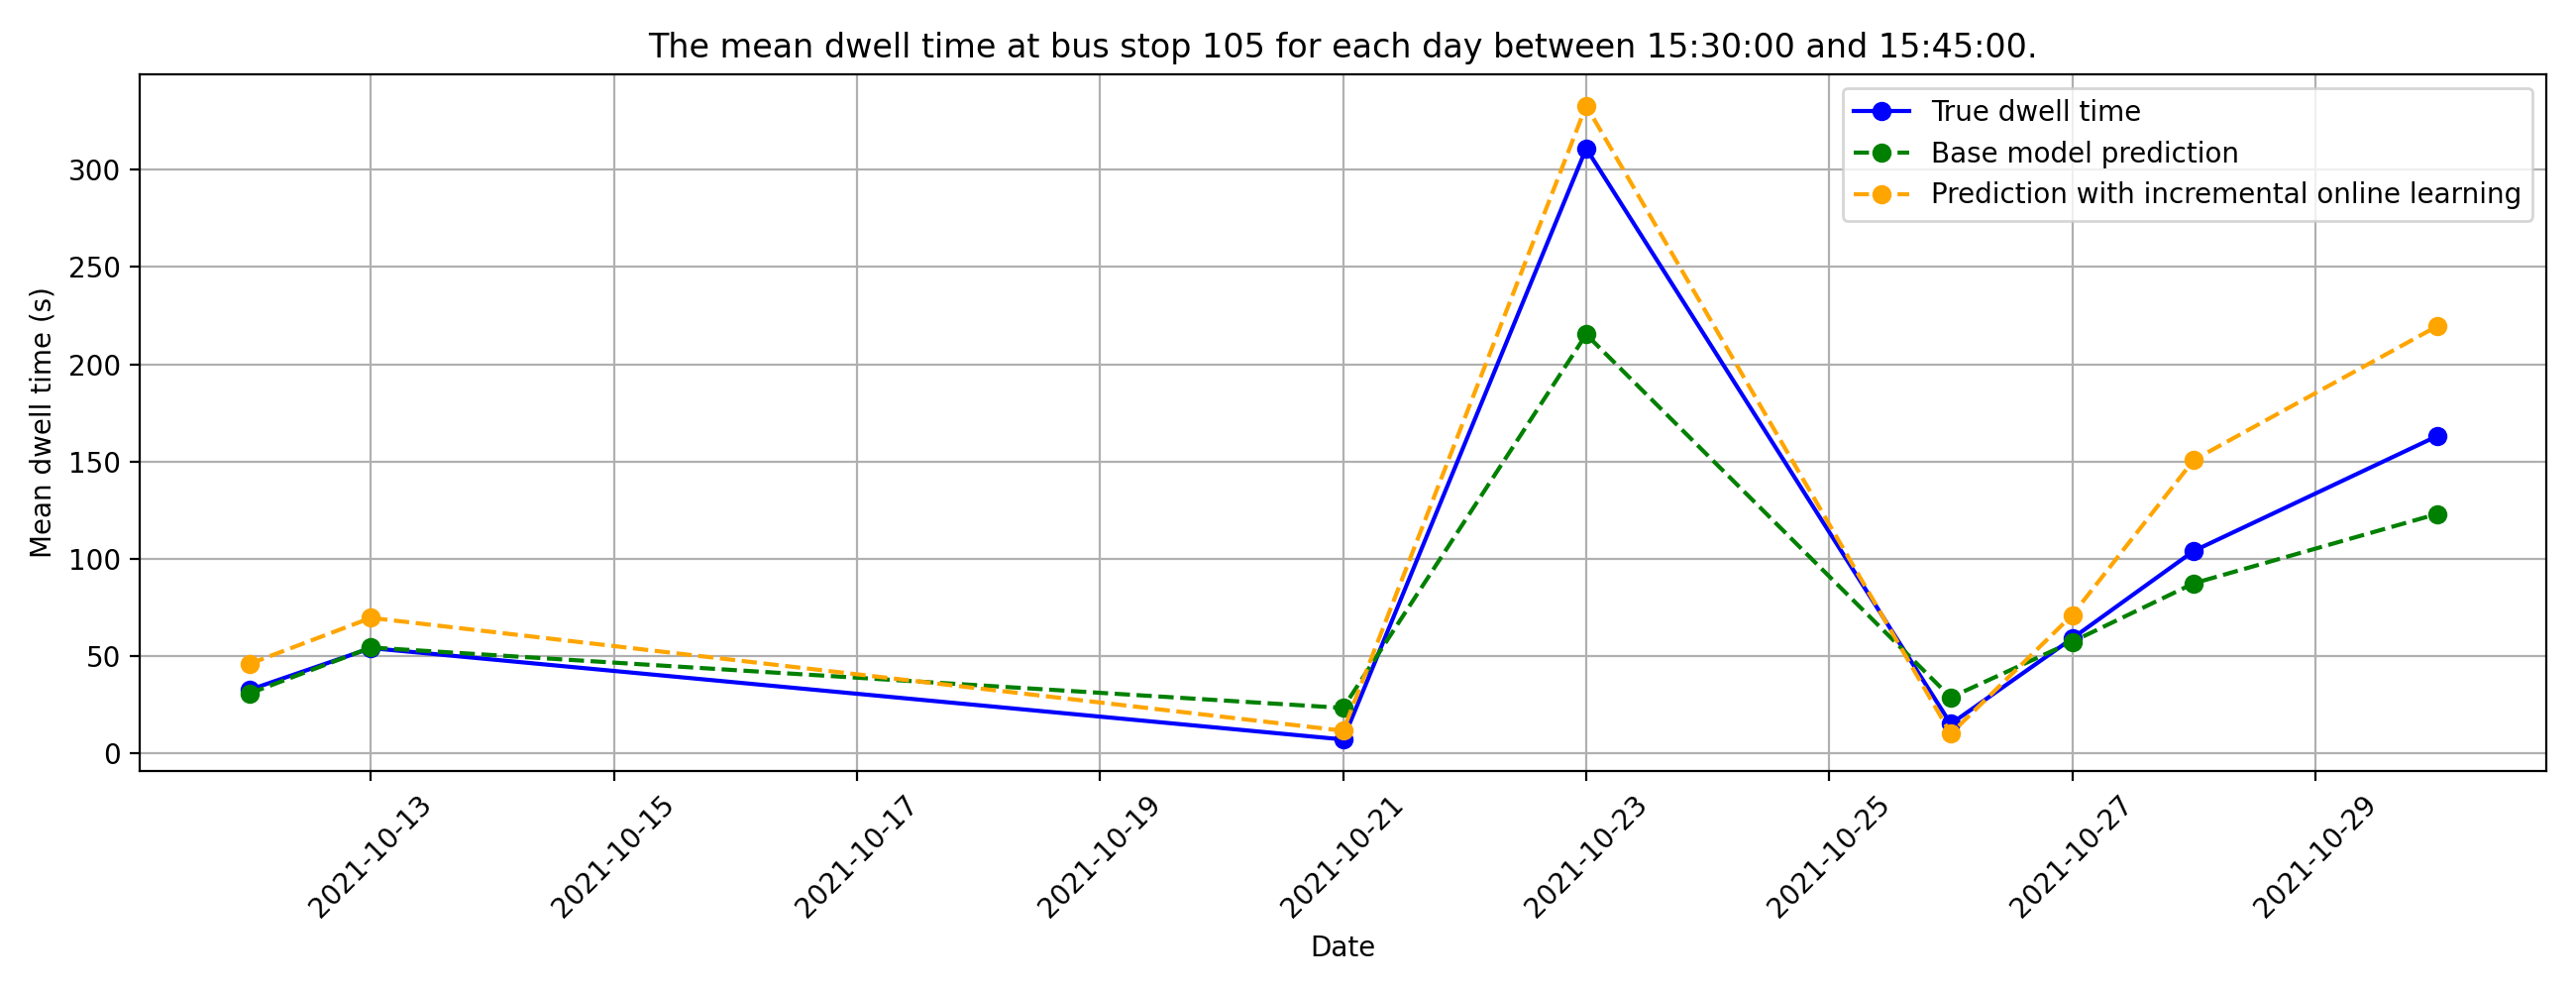 The mean dwell time at bus stop 105 for each day between 15:30:00 and 15:45:00.
True dwell time
Base model prediction
Prediction with incremental online learning
Mean dwell time (s)
300
250
200
150
100
50
0
2021-10-13
2021-10-15
2021-10-17
2021-10-19
2021-10-21
2021-10-23
2021-10-25
2021-10-27
2021-10-29
Date